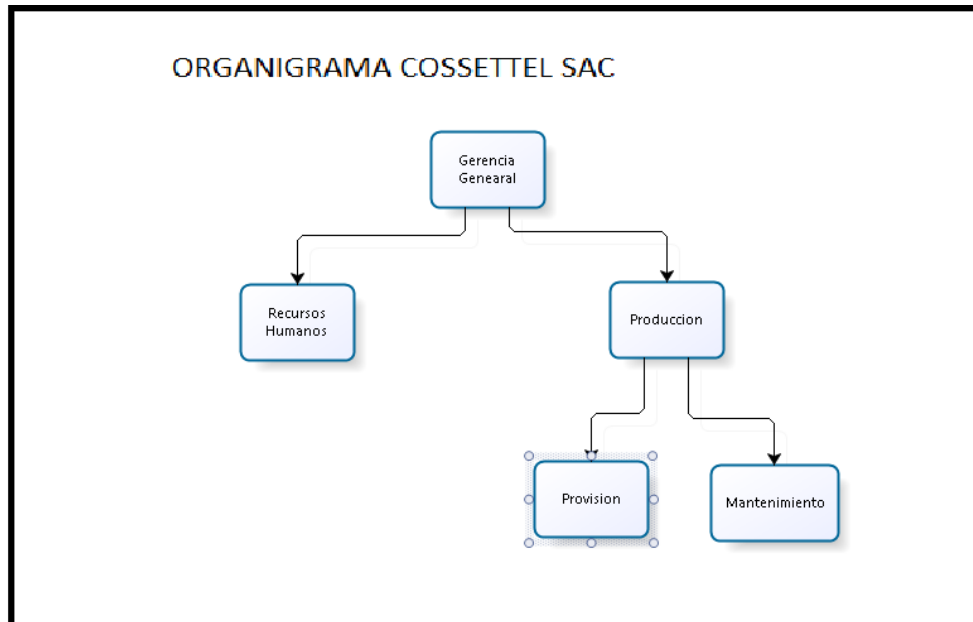 ORGANIGRAMA COSSETTEL SAC
Gerencia
Genearal
Recursos
Humanos
Produccion
Provision
Mantenimiento